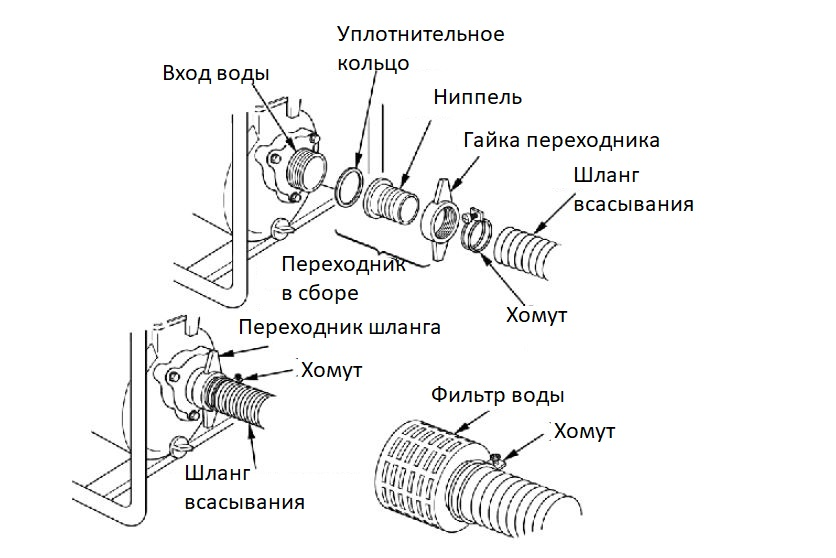 Уплотнительное
кольцо
Вход воды
Ниппель
Гайка переходника
Шланг
всасывания
Переходник
в сборе
Хомут
Переходник шланга
Хомут
Фильтр воды
Хомут
Шланг
всасывания